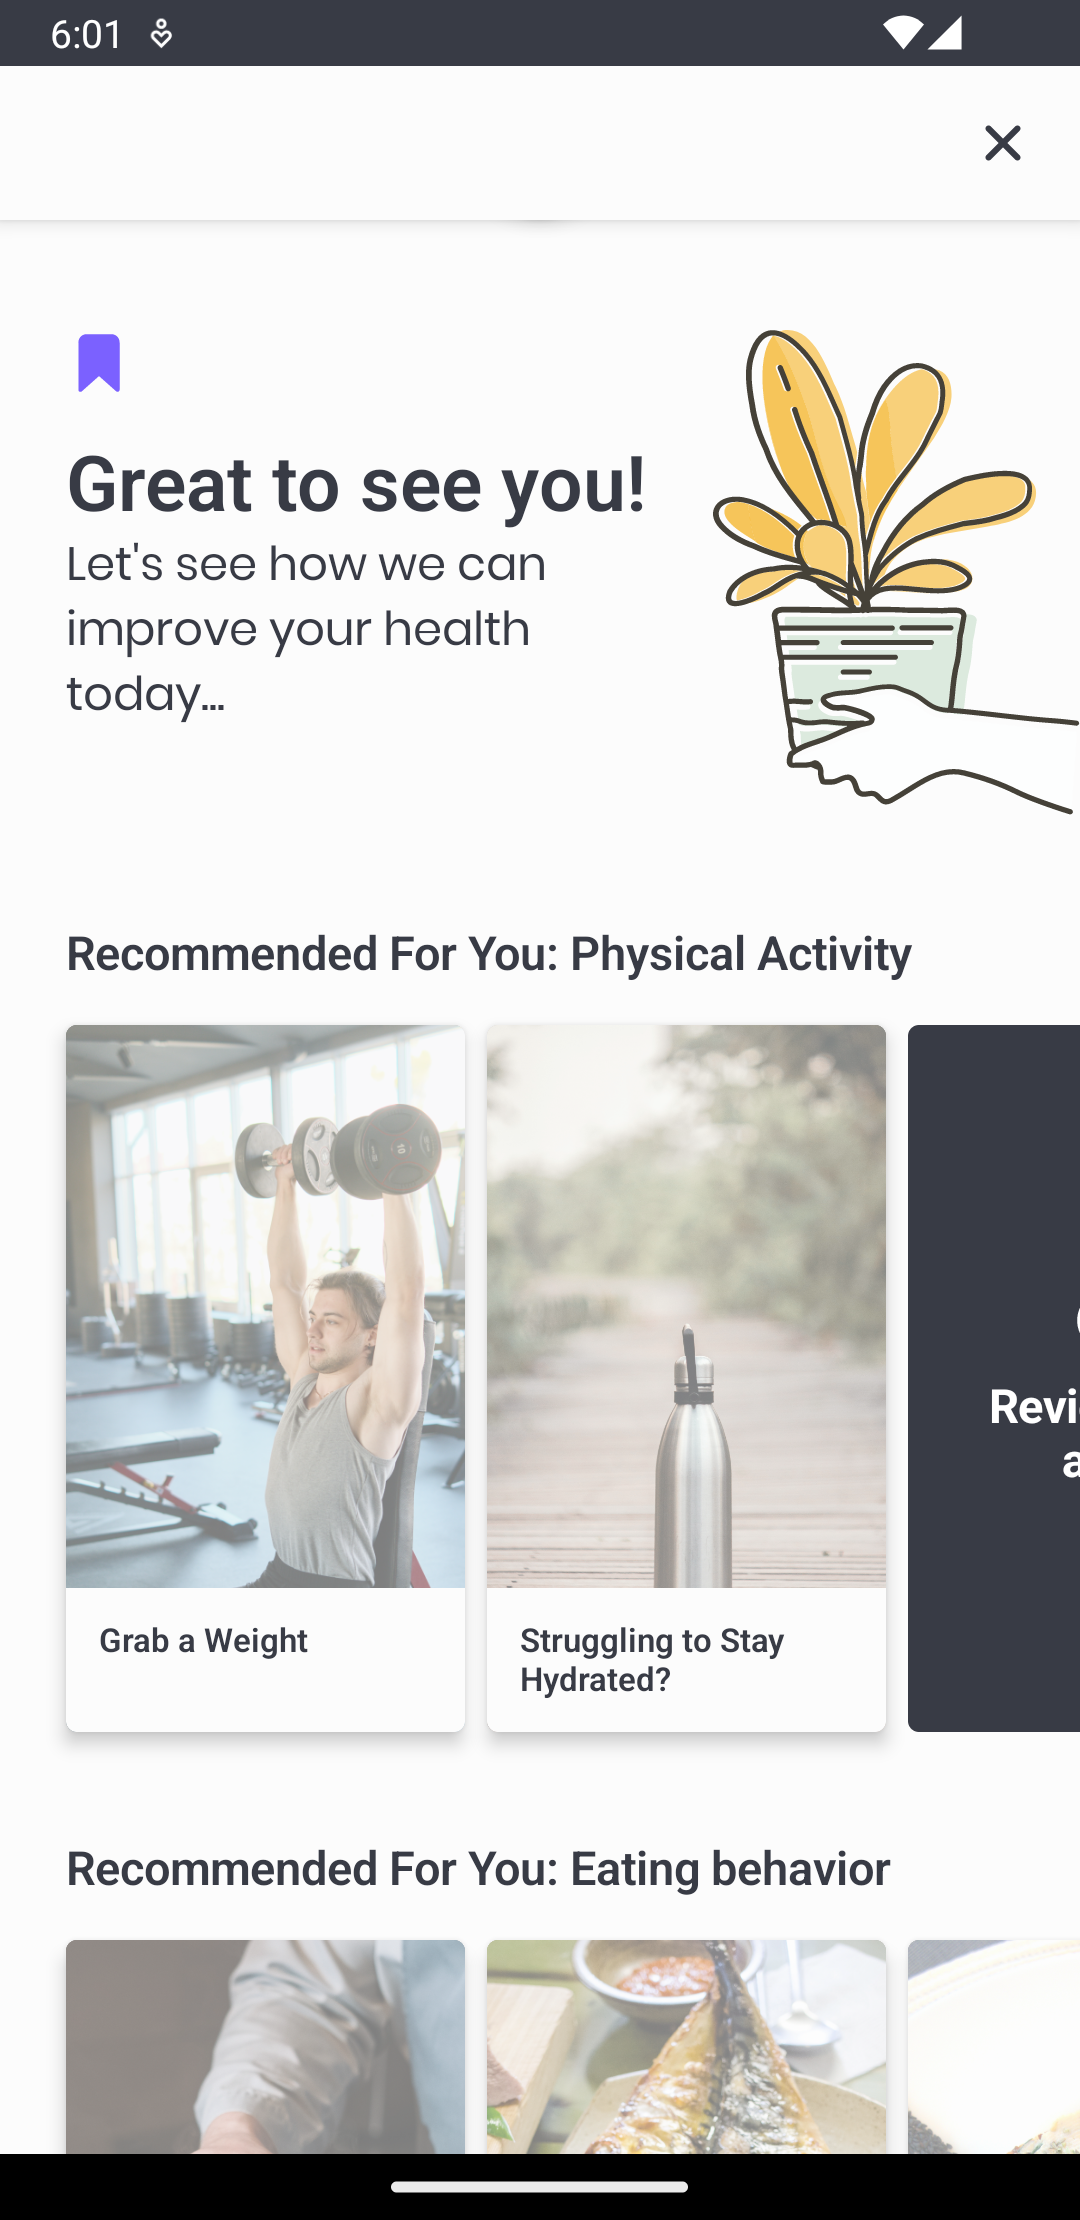 6:01
Great to see you!
Let's see how we can
improve your health
today...
Recommended For You: Physical Activity
Grab a Weight
Struggling to Stay
Hydrated?
Recommended For You: Eating behavior